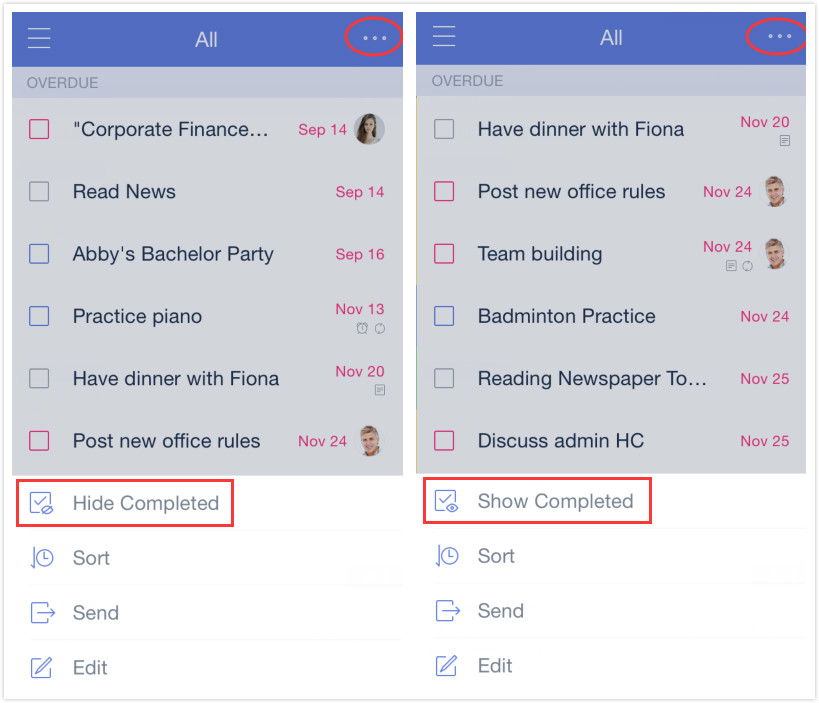 All
OVERDUE
"Corporate Finance… Sep 14
Read News Sep 14
Abby's Bachelor Party Sep 16
Practice piano Nov 13
Have dinner with Fiona Nov 20
Post new office rules Nov 24
Hide Completed
Sort
Send
Edit
All
OVERDUE
Have dinner with Fiona Nov 20
Post new office rules Nov 24
Team building Nov 24
Badminton Practice Nov 24
Reading Newspaper To… Nov 25
Discuss admin HC Nov 25
Show Completed
Sort
Send
Edit